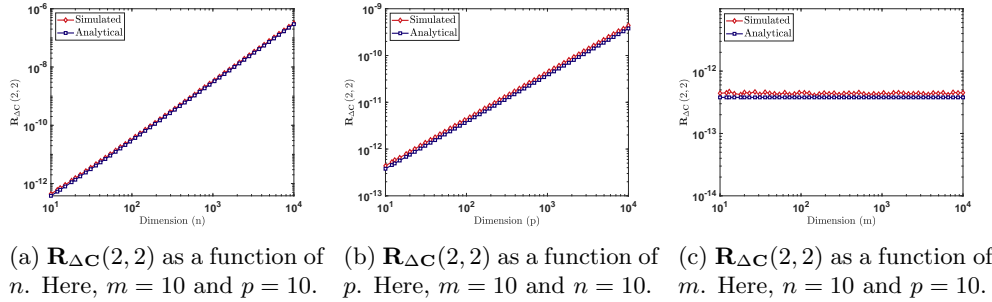 10^-6
10^-8
10^-10
10^-12
R_ΔC(2, 2)
Simulated
Analytical
10^1 10^2 10^3 10^4
Dimension (n)
10^-9
10^-10
10^-11
10^-12
10^-13
R_ΔC(2, 2)
Simulated
Analytical
10^1 10^2 10^3 10^4
Dimension (p)
10^-12
10^-13
10^-14
R_ΔC(2, 2)
Simulated
Analytical
10^1 10^2 10^3 10^4
Dimension (m)
(a) R_ΔC(2, 2) as a function of
n. Here, m = 10 and p = 10.
(b) R_ΔC(2, 2) as a function of
p. Here, m = 10 and n = 10.
(c) R_ΔC(2, 2) as a function of
m. Here, n = 10 and p = 10.